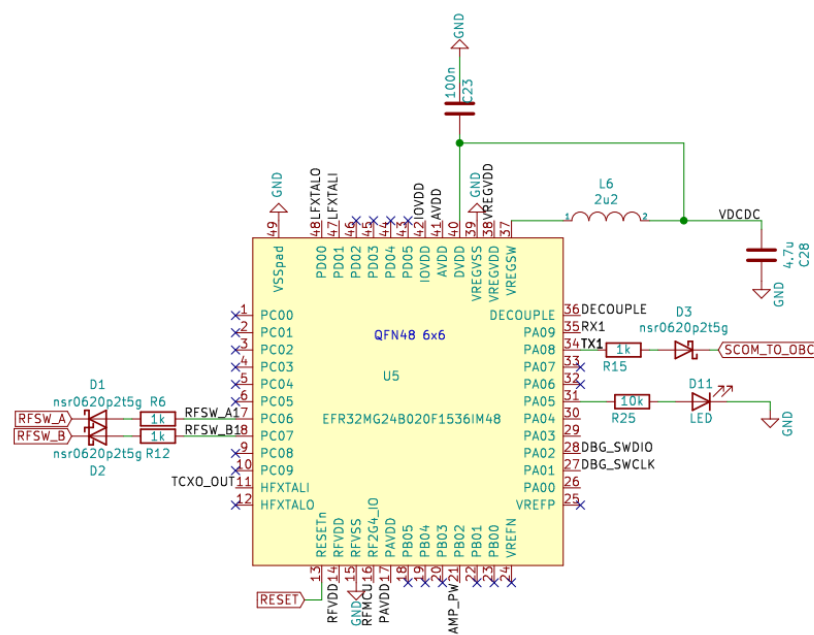 GND
100n
C23
L6
2u2
1
2
VDCDC
4.7u
C28
GND
GND
GND
LFXTALO
LFXTALI
IOVDD
AVDD
VREGVDD
49
48
47
46
45
44
43
42
41
40
39
38
37
VSSpad
PD00
PD01
PD02
PD03
PD04
PD05
IOVDD
AVDD
DVDD
VREGVSS
VREGVDD
VREGSW
1 PC00
2 PC01
3 PC02
4 PC03
5 PC04
6 PC05
7 PC06
8 PC07
9 PC08
10 PC09
11 HFXTALI
12 HFXTALO
QFN48 6x6
U5
EFR32MG24B020F1536IM48
DECOUPLE 36 DECOUPLE
PA09 35 RX1
PA08 34 TX1
PA07 33
PA06 32
PA05 31
PA04 30
PA03 29
PA02 28 DBG_SWDIO
PA01 27 DBG_SWCLK
PA00 26
VREFP 25
D3
nsr0620p2t5g
1k
R15
SCOM_TO_OBC
10k
R25
D11
LED
GND
D1
nsr0620p2t5g
R6
RFSW_A
1k
RFSW_A1
RFSW_B
1k
RFSW_B1
nsr0620p2t5g
R12
D2
TCXO_OUT
RESETn
RFVDD
RFVSS
RF2G4_IO
PAVDD
PB05
PB04
PB03
PB02
PB01
PB00
VREFN
13
14
15
16
17
18
19
20
21
22
23
24
RESET
RFVDD
GND
RFMCU
PAVDD
AMP_PW